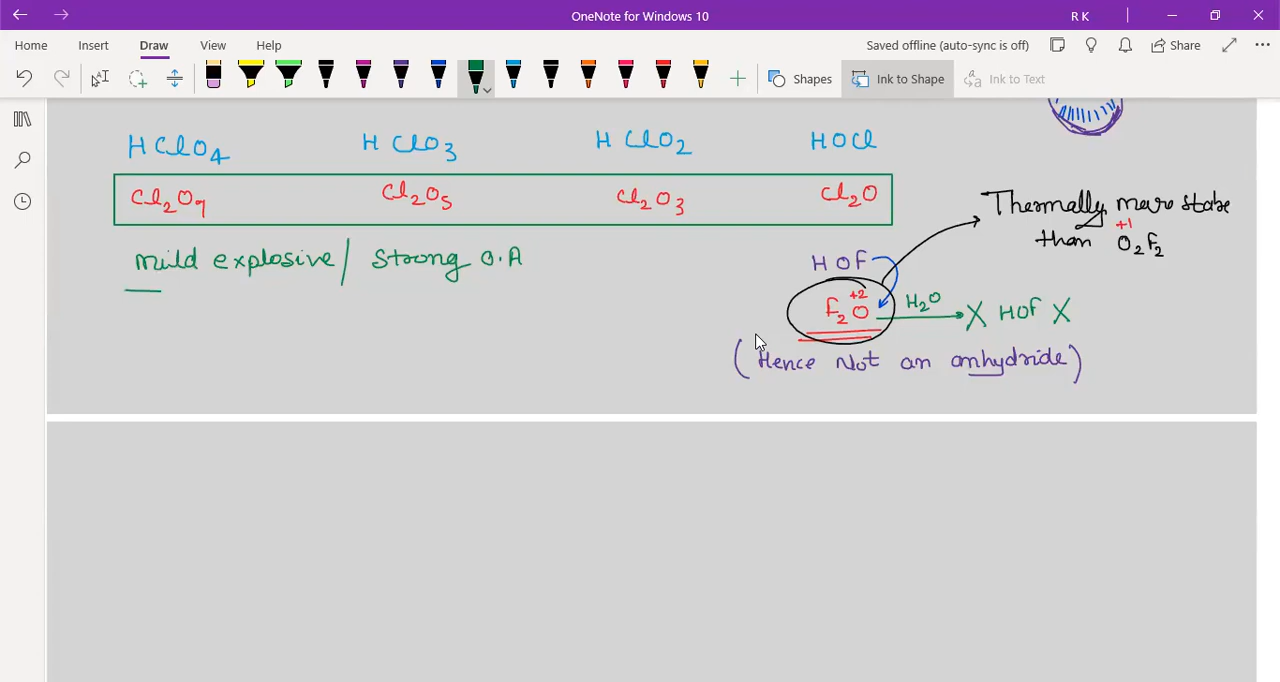 OneNote for Windows 10
R K
Home Insert Draw View Help
Saved offline (auto-sync is off)
Share
Shapes
Ink to Shape
Ink to Text
HClO4 HClO3 HClO2 HOCl
Cl2O7 Cl2O5 Cl2O3 Cl2O
Thermally more stabe
than O2F2
+1
mild explosive/ strong O.A
HOF
F2O
+2
H2O
X HOF X
(Hence Not an anhydride)